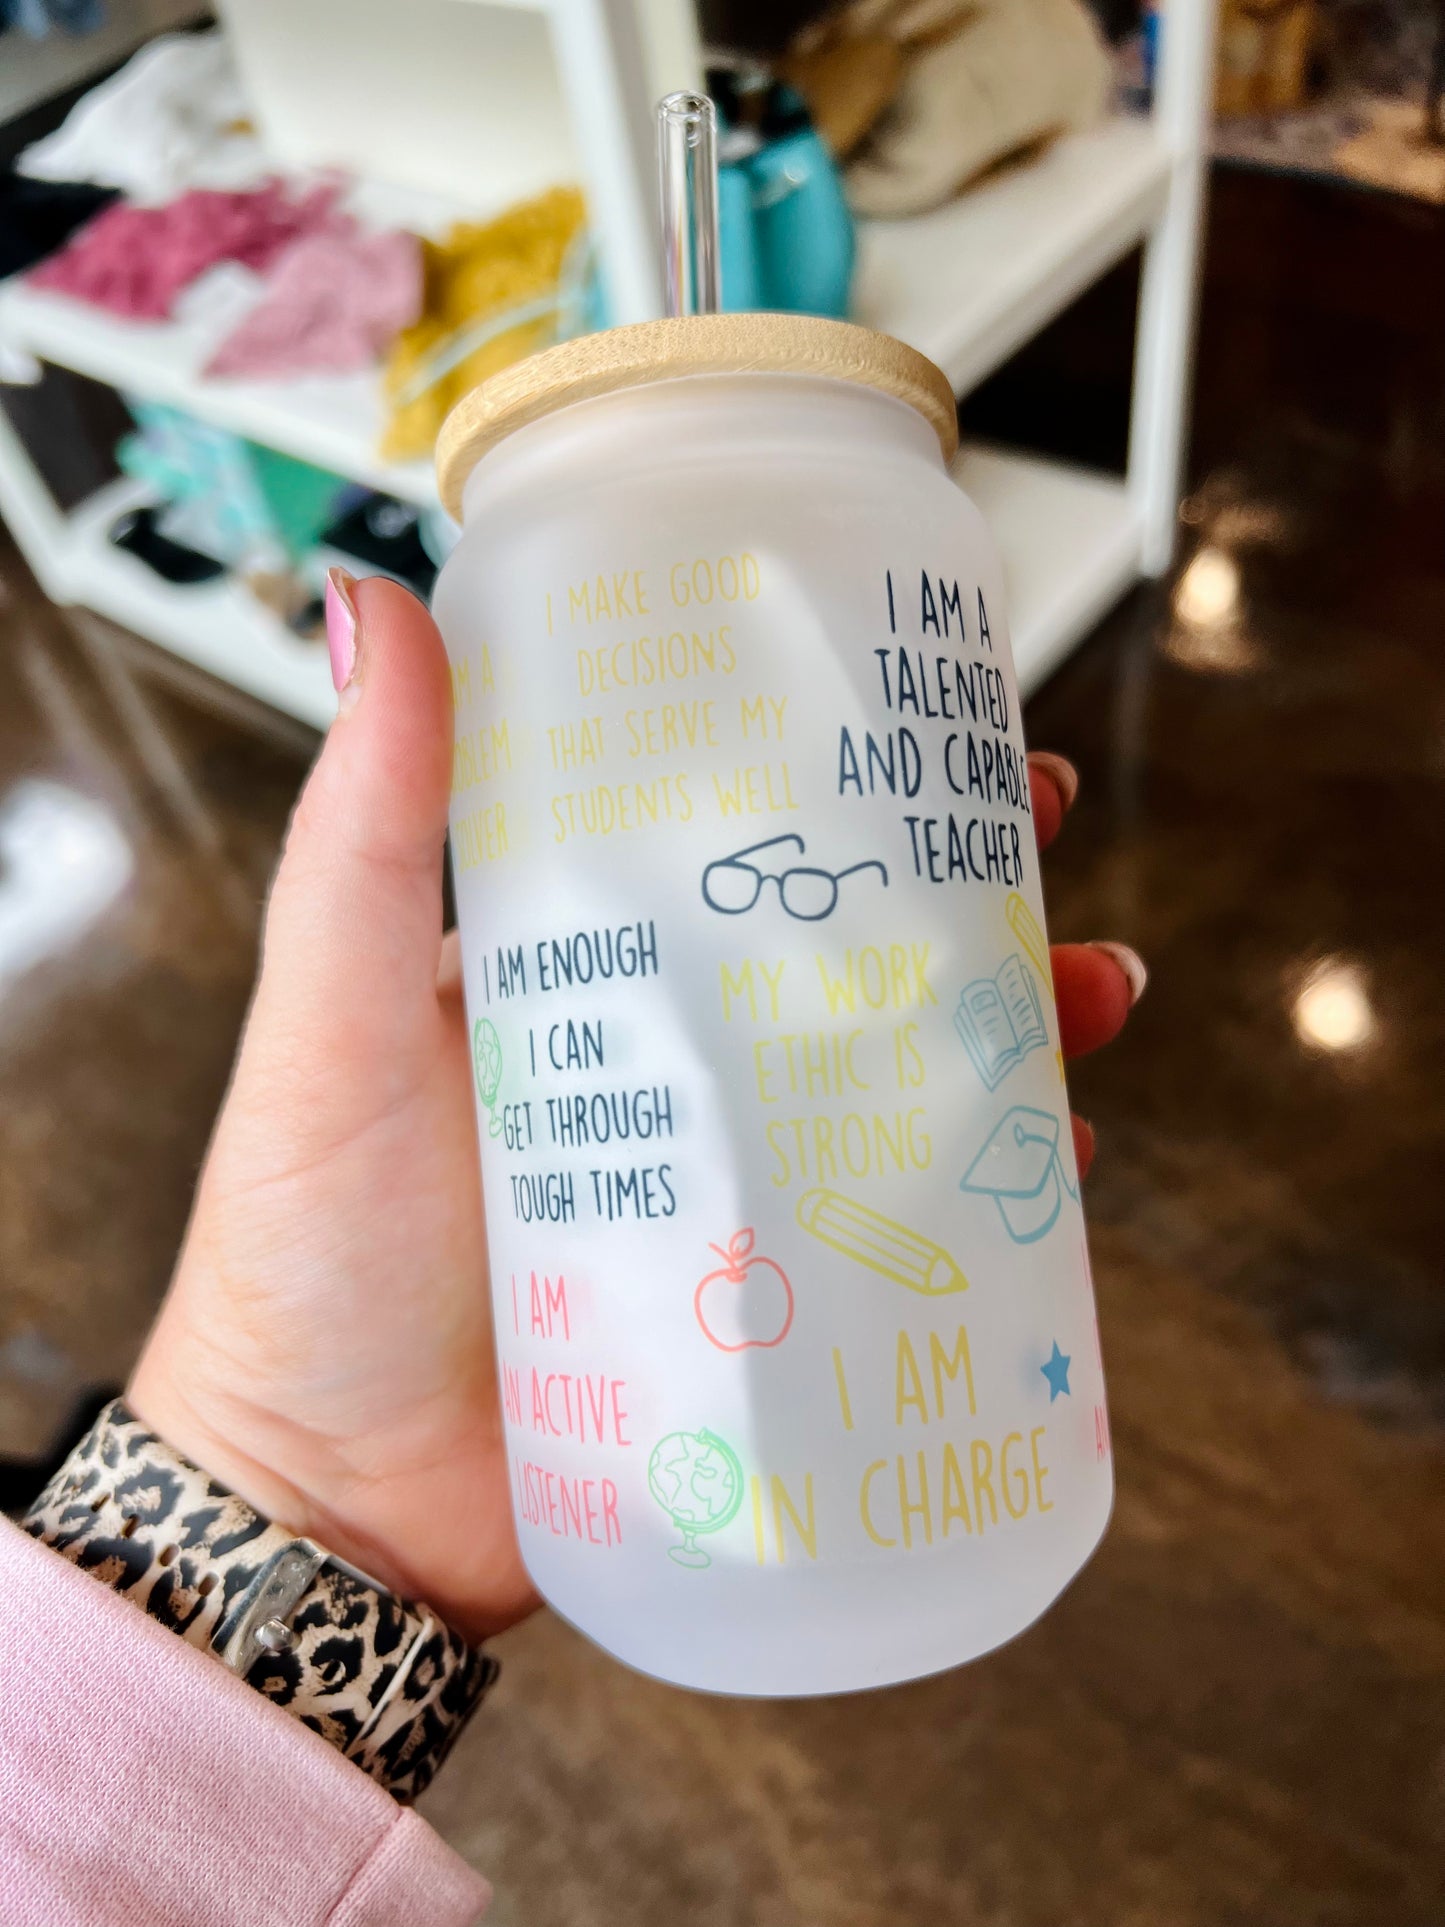 I MAKE GOOD
DECISIONS
THAT SERVE MY
STUDENTS WELL
I AM A
TALENTED
AND CAPABLE
TEACHER
A
I AM ENOUGH
I CAN
GET THROUGH
TOUGH TIMES
MY WORK
ETHIC IS
STRONG
I AM
AN ACTIVE
LISTENER
I AM
IN CHARGE